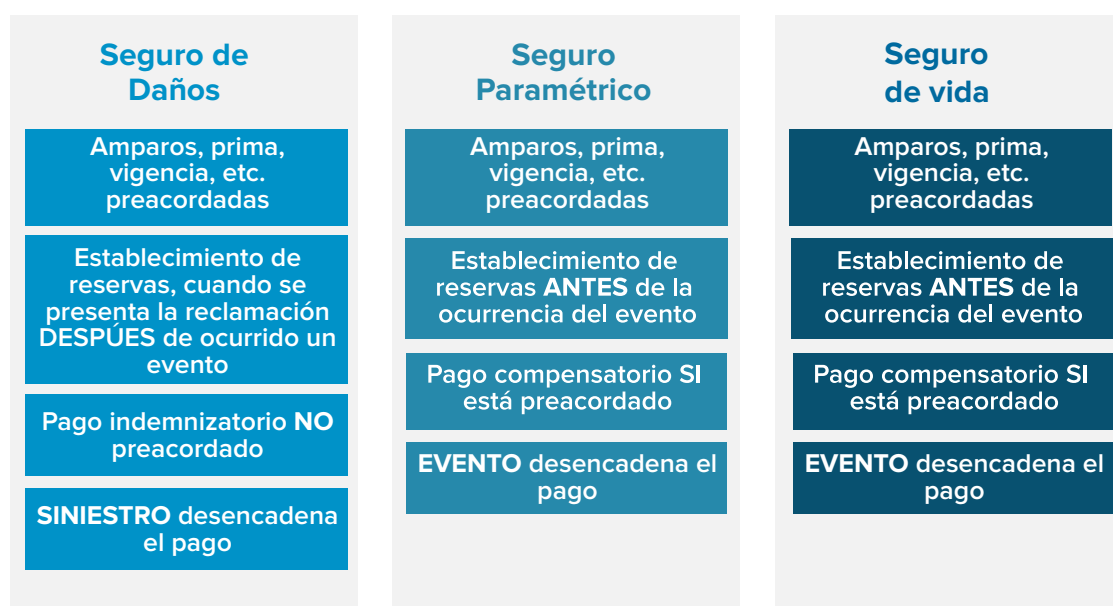 Seguro de
Daños
Amparos, prima,
vigencia, etc.
preacordadas
Establecimiento de
reservas, cuando se
presenta la reclamación
DESPÚES de ocurrido un
evento
Pago indemnizatorio NO
preacordado
SINIESTRO desencadena
el pago
Seguro
Paramétrico
Amparos, prima,
vigencia, etc.
preacordadas
Establecimiento de
reservas ANTES de la
ocurrencia del evento
Pago compensatorio SI
está preacordado
EVENTO desencadena el
pago
Seguro
de vida
Amparos, prima,
vigencia, etc.
preacordadas
Establecimiento de
reservas ANTES de la
ocurrencia del evento
Pago compensatorio SI
está preacordado
EVENTO desencadena el
pago